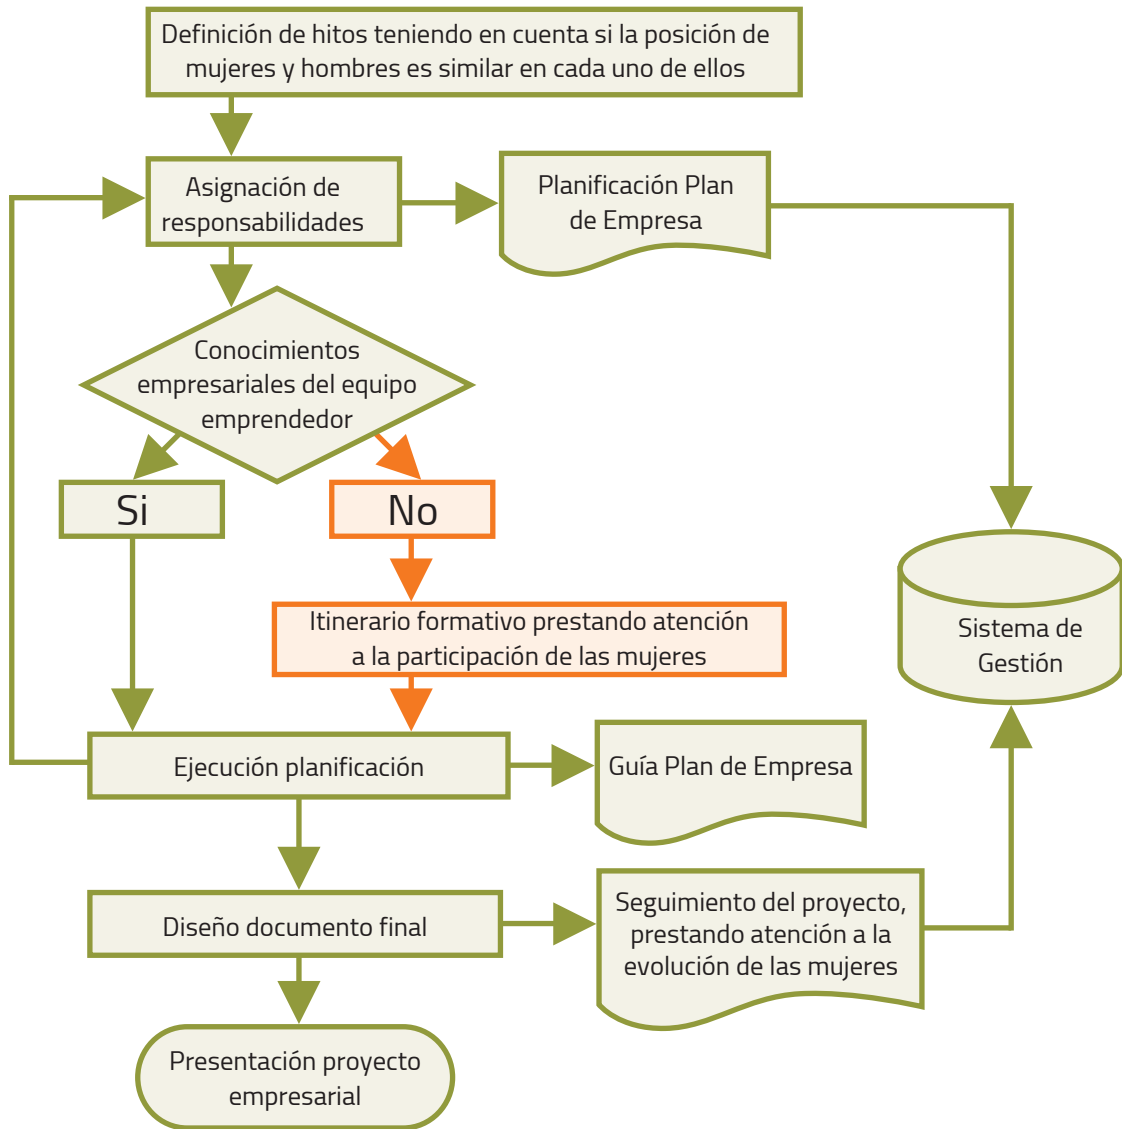 Definición de hitos teniendo en cuenta si la posición de
mujeres y hombres es similar en cada uno de ellos
Asignación de
responsabilidades
Planificación Plan
de Empresa
Conocimientos
empresariales del equipo
emprendedor
Si
No
Itinerario formativo prestando atención
a la participación de las mujeres
Sistema de
Gestión
Ejecución planificación
Guía Plan de Empresa
Diseño documento final
Seguimiento del proyecto,
prestando atención a la
evolución de las mujeres
Presentación proyecto
empresarial